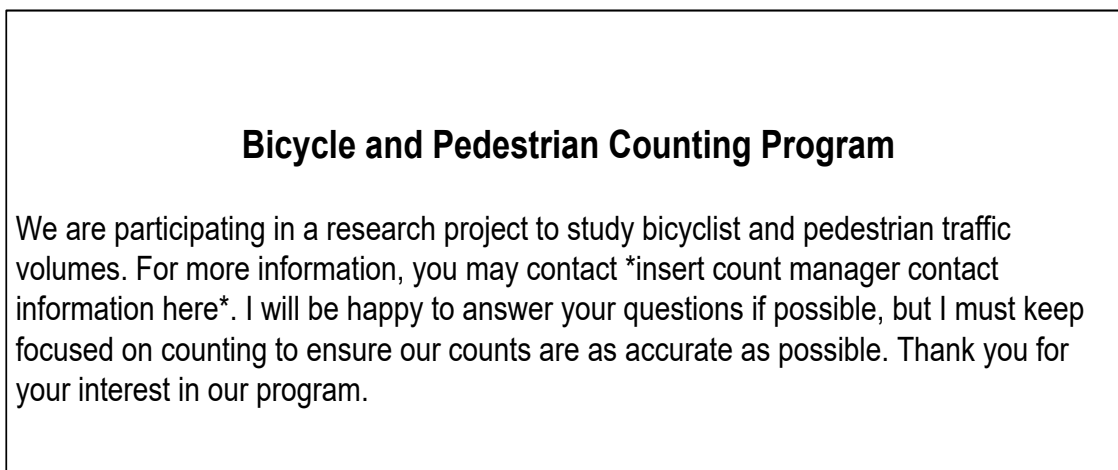 Bicycle and Pedestrian Counting Program
We are participating in a research project to study bicyclist and pedestrian traffic
volumes. For more information, you may contact *insert count manager contact
information here*. I will be happy to answer your questions if possible, but I must keep
focused on counting to ensure our counts are as accurate as possible. Thank you for
your interest in our program.